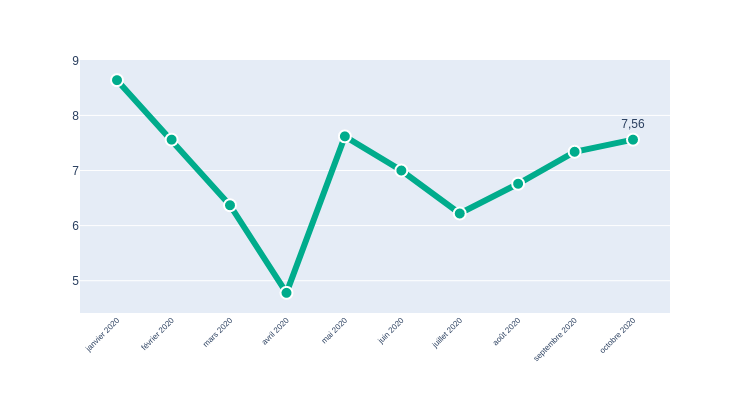 9
8
7
6
5
7,56
janvier 2020
février 2020
mars 2020
avril 2020
mai 2020
juin 2020
juillet 2020
août 2020
septembre 2020
octobre 2020